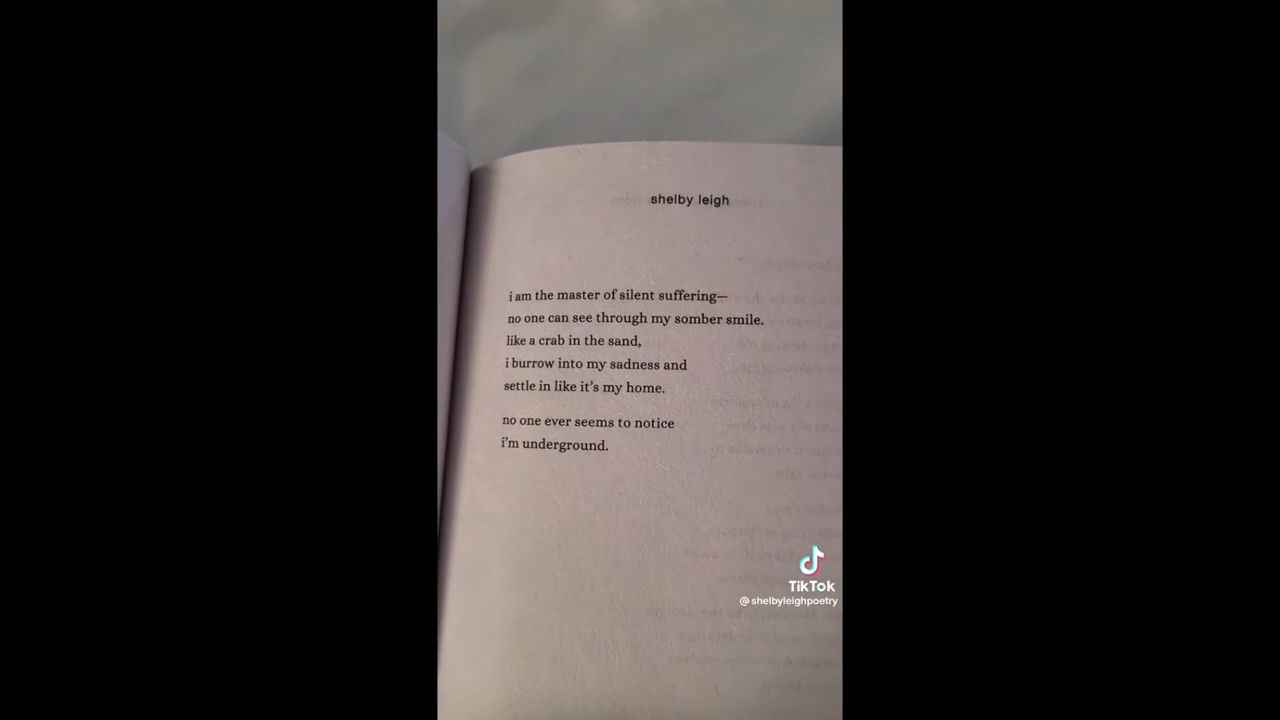 shelby leigh
i am the master of silent suffering—
no one can see through my somber smile.
like a crab in the sand,
i burrow into my sadness and
settle in like it’s my home.
no one ever seems to notice
i’m underground.
TikTok
@shelbyleighpoetry